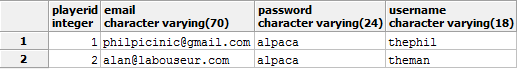 playerid integer email character varying(70) password character varying(24) username character varying(18)
1 1 philpicinic@gmail.com alpaca thephil
2 2 alan@labouseur.com alpaca theman